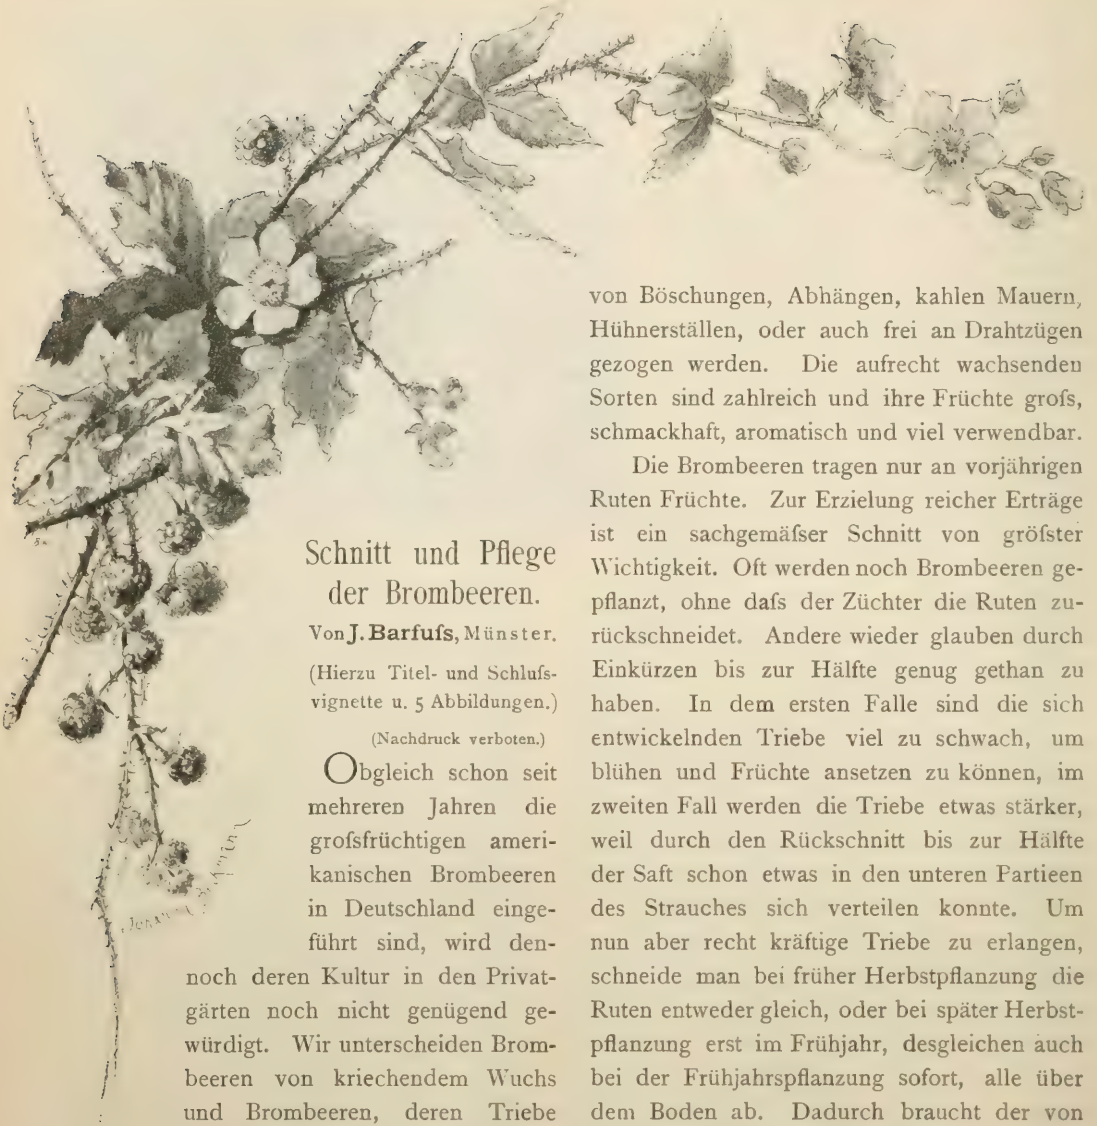 Schnitt und Pflege
der Brombeeren.
Von J. Barfuſs, Münster.
(Hierzu Titel- und Schluſs-
vignette u. 5 Abbildungen.)
(Nachdruck verboten.)
Obgleich schon seit
mehreren Jahren die
groſsfrüchtigen ameri-
kanischen Brombeeren
in Deutschland einge-
führt sind, wird den-
noch deren Kultur in den Privat-
gärten noch nicht genügend ge-
würdigt. Wir unterscheiden Brom-
beeren von kriechendem Wuchs
und Brombeeren, deren Triebe
von Böschungen, Abhängen, kahlen Mauern,
Hühnerställen, oder auch frei an Drahtzügen
gezogen werden. Die aufrecht wachsenden
Sorten sind zahlreich und ihre Früchte groſs,
schmackhaft, aromatisch und viel verwendbar.
Die Brombeeren tragen nur an vorjährigen
Ruten Früchte. Zur Erzielung reicher Erträge
ist ein sachgemäſser Schnitt von gröſster
Wichtigkeit. Oft werden noch Brombeeren ge-
pflanzt, ohne daſs der Züchter die Ruten zu-
rückschneidet. Andere wieder glauben durch
Einkürzen bis zur Hälfte genug gethan zu
haben. In dem ersten Falle sind die sich
entwickelnden Triebe viel zu schwach, um
blühen und Früchte ansetzen zu können, im
zweiten Fall werden die Triebe etwas stärker,
weil durch den Rückschnitt bis zur Hälfte
der Saft schon etwas in den unteren Partieen
des Strauches sich verteilen konnte. Um
nun aber recht kräftige Triebe zu erlangen,
schneide man bei früher Herbstpflanzung die
Ruten entweder gleich, oder bei später Herbst-
pflanzung erst im Frühjahr, desgleichen auch
bei der Frühjahrspflanzung sofort, alle über
dem Boden ab. Dadurch braucht der von